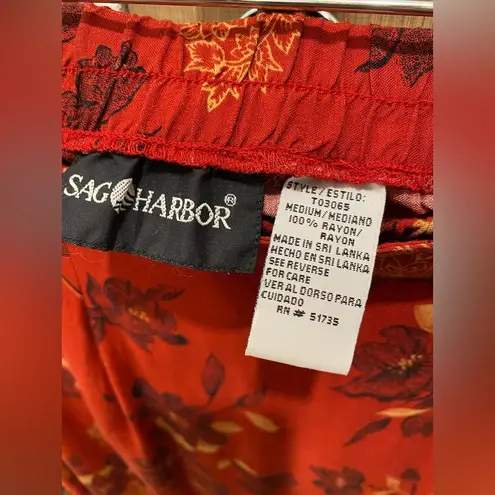 SAG HARBOR®
STYLE/ESTILO:
T03065
MEDIUM/MEDIANO
100% RAYON/
RAYON
MADE IN SRI LANKA
HECHO EN SRI LANKA
SEE REVERSE
FOR CARE
VER AL DORSO PARA
CUIDADO
RN # 51735